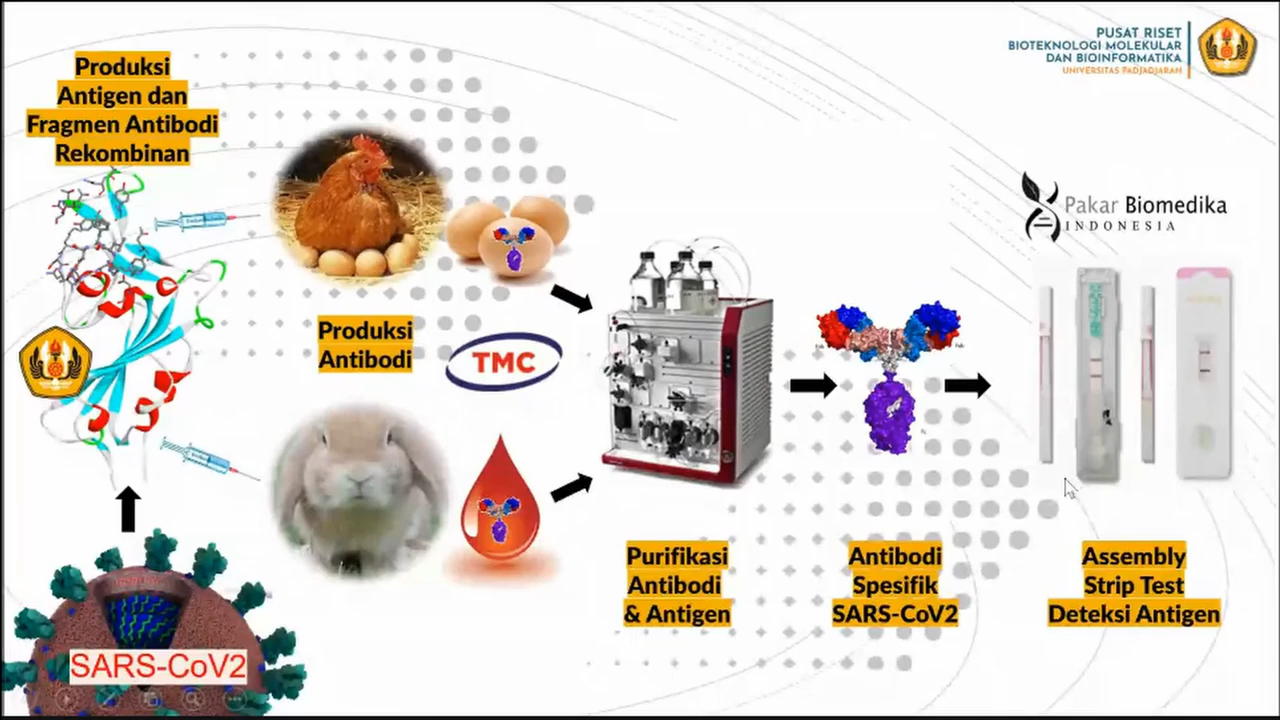 PUSAT RISET
BIOTEKNOLOGI MOLEKULAR
DAN BIOINFORMATIKA
UNIVERSITAS PADJADJARAN
Produksi
Antigen dan
Fragmen Antibodi
Rekombinan
Pakar Biomedika
INDONESIA
Produksi
Antibodi
TMC
Purifikasi
Antibodi
& Antigen
Antibodi
Spesifik
SARS-CoV2
Assembly
Strip Test
Deteksi Antigen
SARS-CoV2